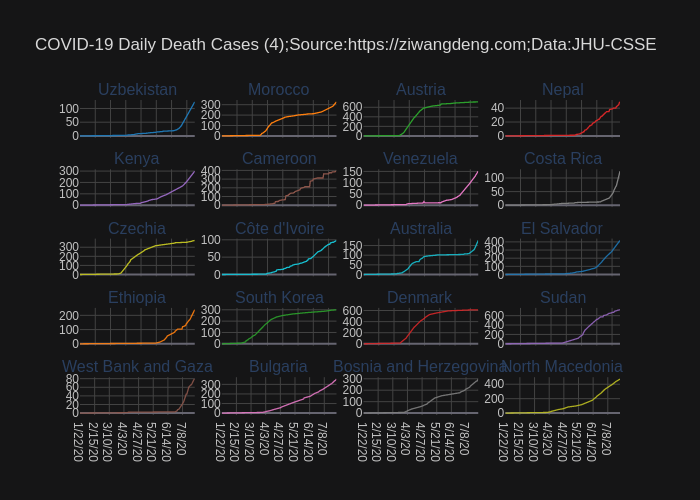 COVID-19 Daily Death Cases (4);Source:https://ziwangdeng.com;Data:JHU-CSSE
Uzbekistan Morocco Austria Nepal
100 50 0 300 200 100 0 600 400 200 0 40 20 0
Kenya Cameroon Venezuela Costa Rica
300 200 100 0 400 300 200 100 0 150 100 50 0 100 50 0
Czechia Côte d'Ivoire Australia El Salvador
300 200 100 0 100 50 0 150 100 50 0 400 300 200 100 0
Ethiopia South Korea Denmark Sudan
200 100 0 300 200 100 0 600 400 200 0 600 400 200 0
West Bank and Gaza Bulgaria Bosnia and Herzegovina North Macedonia
80 60 40 20 0 300 200 100 0 300 200 100 0 400 200 0
1/22/20 2/15/20 3/10/20 4/3/20 4/27/20 5/21/20 6/14/20 7/8/20 1/22/20 2/15/20 3/10/20 4/3/20 4/27/20 5/21/20 6/14/20 7/8/20 1/22/20 2/15/20 3/10/20 4/3/20 4/27/20 5/21/20 6/14/20 7/8/20 1/22/20 2/15/20 3/10/20 4/3/20 4/27/20 5/21/20 6/14/20 7/8/20